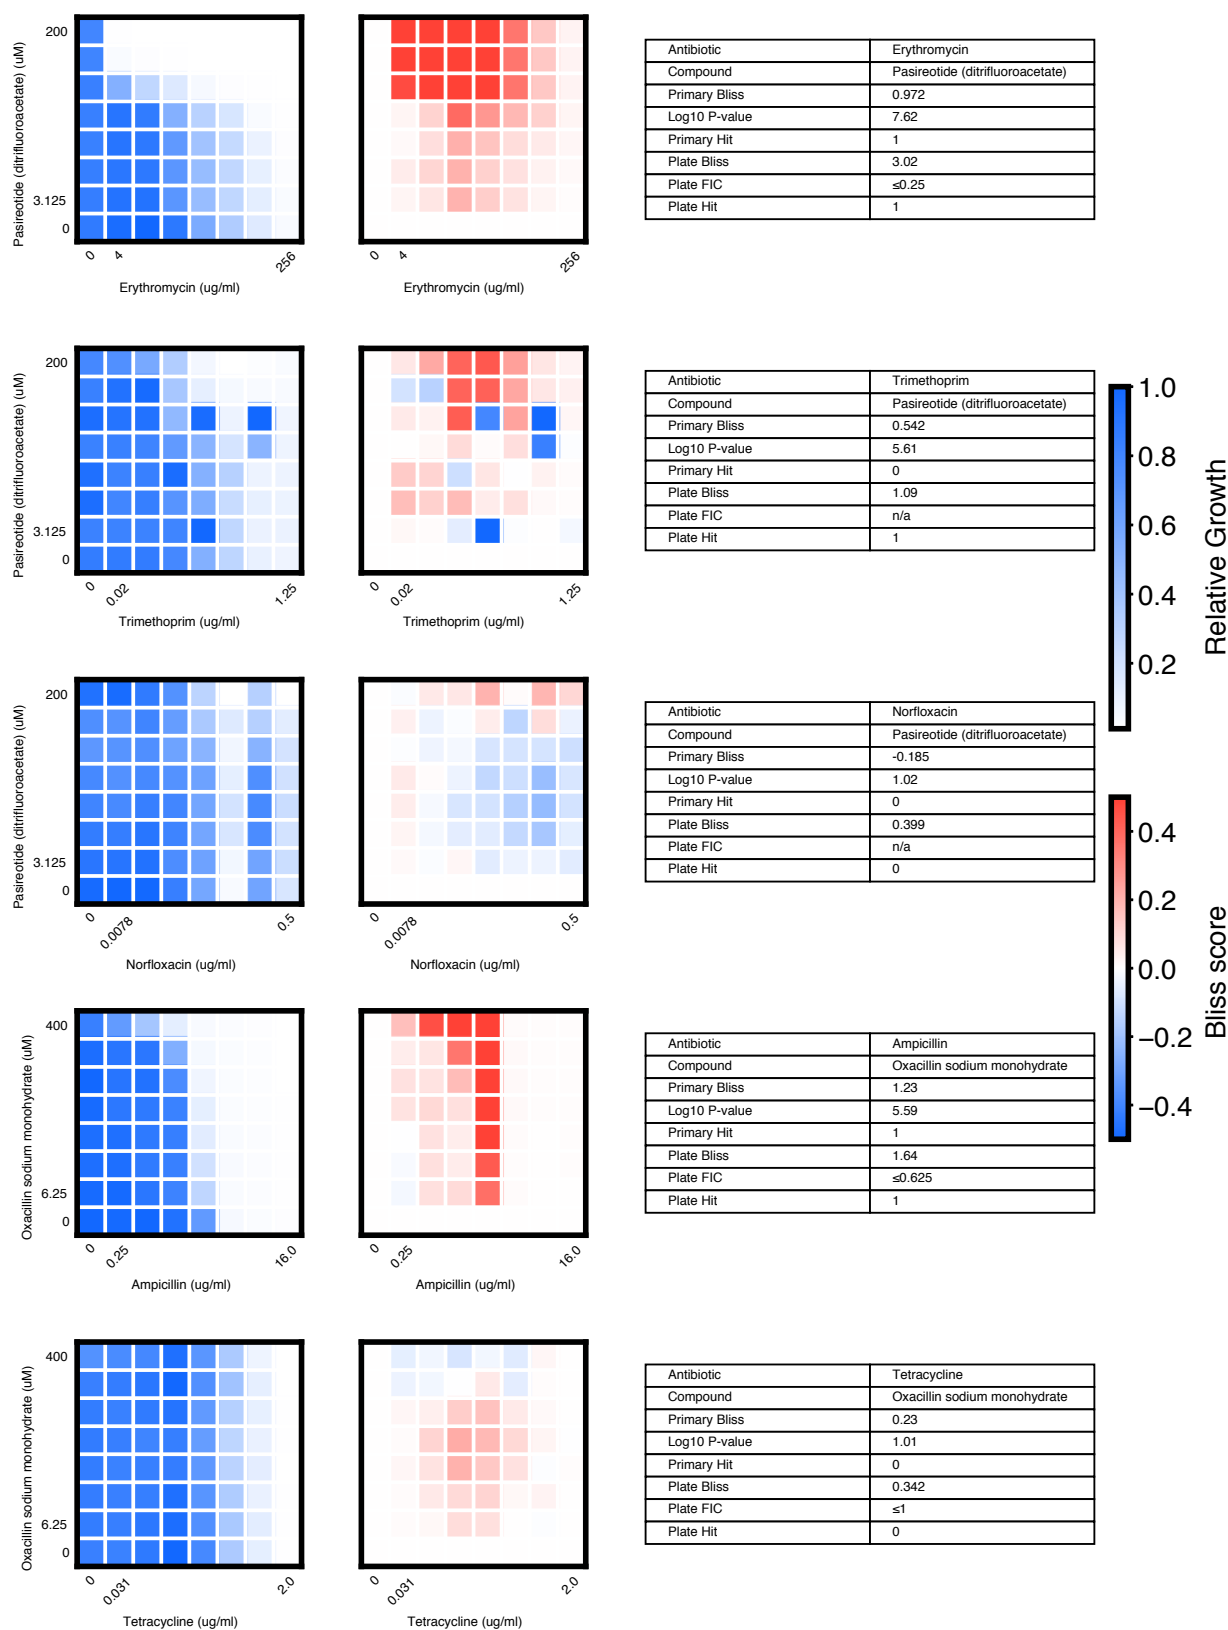 Pasireotide (ditrifluoroacetate) (uM)
200
3.125
0
0
4
256
Erythromycin (ug/ml)
0
4
256
Erythromycin (ug/ml)
Antibiotic Erythromycin
Compound Pasireotide (ditrifluoroacetate)
Primary Bliss 0.972
Log10 P-value 7.62
Primary Hit 1
Plate Bliss 3.02
Plate FIC ≤0.25
Plate Hit 1
Pasireotide (ditrifluoroacetate) (uM)
200
3.125
0
0
0.02
1.25
Trimethoprim (ug/ml)
0
0.02
1.25
Trimethoprim (ug/ml)
Antibiotic Trimethoprim
Compound Pasireotide (ditrifluoroacetate)
Primary Bliss 0.542
Log10 P-value 5.61
Primary Hit 0
Plate Bliss 1.09
Plate FIC n/a
Plate Hit 1
1.0
0.8
0.6
0.4
0.2
Relative Growth
Pasireotide (ditrifluoroacetate) (uM)
200
3.125
0
0
0.0078
0.5
Norfloxacin (ug/ml)
0
0.0078
0.5
Norfloxacin (ug/ml)
Antibiotic Norfloxacin
Compound Pasireotide (ditrifluoroacetate)
Primary Bliss -0.185
Log10 P-value 1.02
Primary Hit 0
Plate Bliss 0.399
Plate FIC n/a
Plate Hit 0
0.4
0.2
0.0
−0.2
−0.4
Bliss score
Oxacillin sodium monohydrate (uM)
400
6.25
0
0
0.25
16.0
Ampicillin (ug/ml)
0
0.25
16.0
Ampicillin (ug/ml)
Antibiotic Ampicillin
Compound Oxacillin sodium monohydrate
Primary Bliss 1.23
Log10 P-value 5.59
Primary Hit 1
Plate Bliss 1.64
Plate FIC ≤0.625
Plate Hit 1
Oxacillin sodium monohydrate (uM)
400
6.25
0
0
0.031
2.0
Tetracycline (ug/ml)
0
0.031
2.0
Tetracycline (ug/ml)
Antibiotic Tetracycline
Compound Oxacillin sodium monohydrate
Primary Bliss 0.23
Log10 P-value 1.01
Primary Hit 0
Plate Bliss 0.342
Plate FIC ≤1
Plate Hit 0